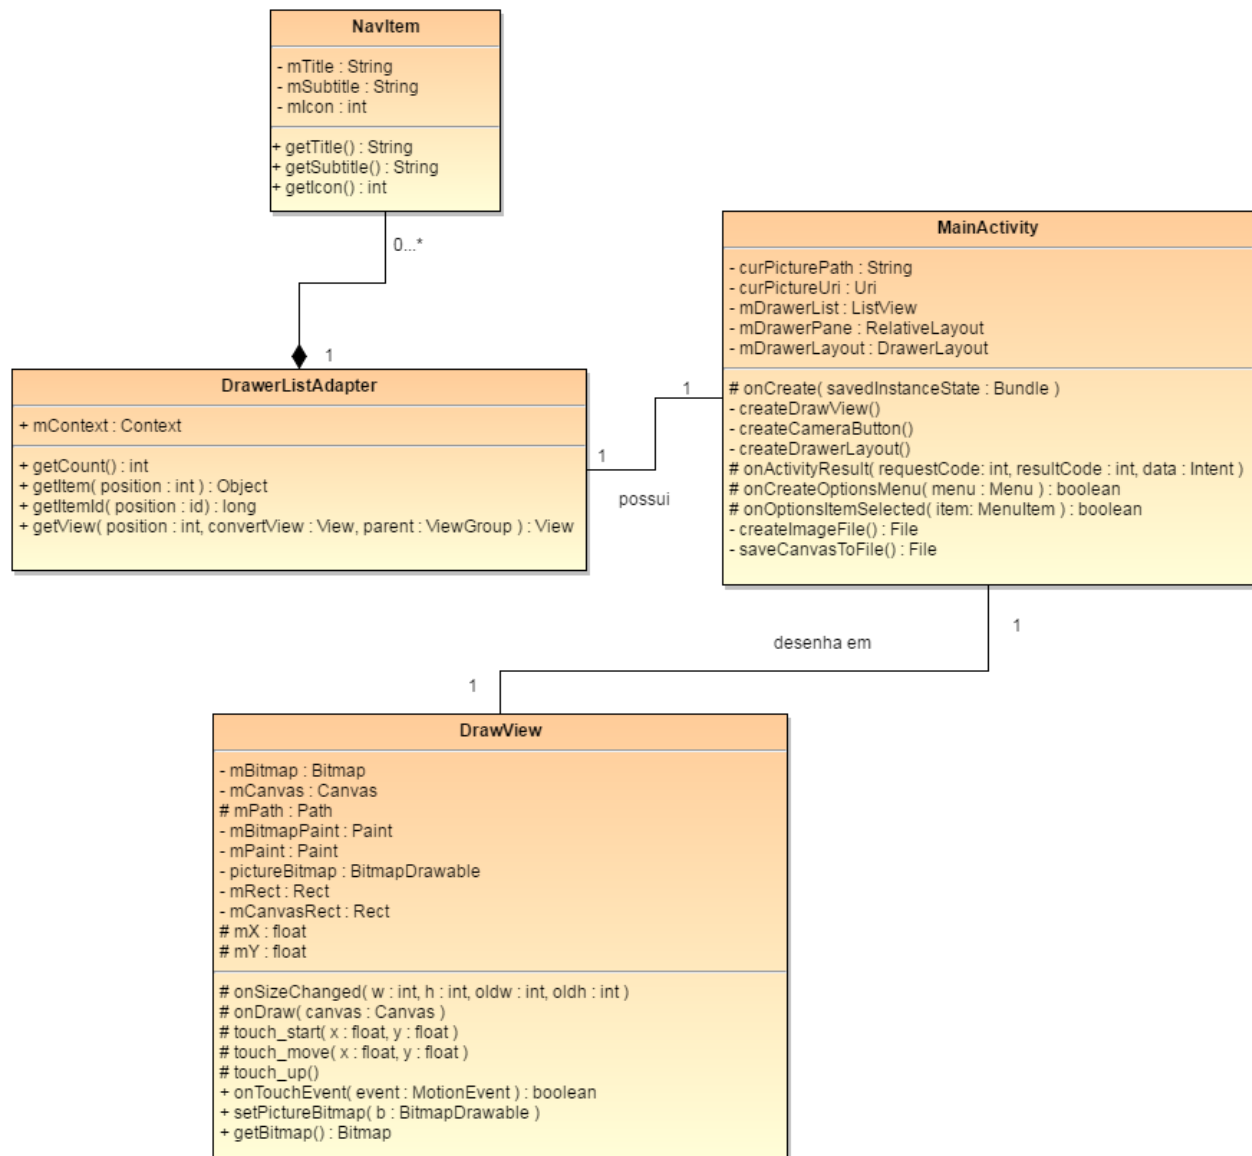 NavItem
- mTitle : String
- mSubtitle : String
- mIcon : int
+ getTitle() : String
+ getSubtitle() : String
+ getIcon() : int
0...*
1
DrawerListAdapter
+ mContext : Context
+ getCount() : int
+ getItem( position : int ) : Object
+ getItemId( position : id) : long
+ getView( position : int, convertView : View, parent : ViewGroup ) : View
1
possui
1
MainActivity
- curPicturePath : String
- curPictureUri : Uri
- mDrawerList : ListView
- mDrawerPane : RelativeLayout
- mDrawerLayout : DrawerLayout
# onCreate( savedInstanceState : Bundle )
- createDrawView()
- createCameraButton()
- createDrawerLayout()
# onActivityResult( requestCode: int, resultCode : int, data : Intent )
# onCreateOptionsMenu( menu : Menu ) : boolean
# onOptionsItemSelected( item: MenuItem ) : boolean
- createImageFile() : File
- saveCanvasToFile() : File
1
desenha em
1
DrawView
- mBitmap : Bitmap
- mCanvas : Canvas
# mPath : Path
- mBitmapPaint : Paint
- mPaint : Paint
- pictureBitmap : BitmapDrawable
- mRect : Rect
- mCanvasRect : Rect
# mX : float
# mY : float
# onSizeChanged( w : int, h : int, oldw : int, oldh : int )
# onDraw( canvas : Canvas )
# touch_start( x : float, y : float )
# touch_move( x : float, y : float )
# touch_up()
+ onTouchEvent( event : MotionEvent ) : boolean
+ setPictureBitmap( b : BitmapDrawable )
+ getBitmap() : Bitmap